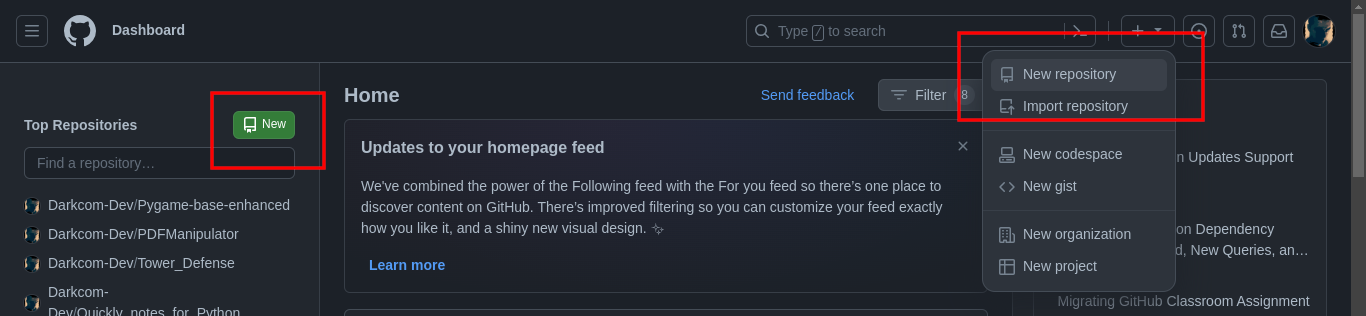 Dashboard
Type / to search
Top Repositories
New
Find a repository…
Darkcom-Dev/Pygame-base-enhanced
Darkcom-Dev/PDFManipulator
Darkcom-Dev/Tower_Defense
Darkcom-
Dev/Quickly_notes_for_Python
Home
Send feedback
Filter 8
Updates to your homepage feed
We've combined the power of the Following feed with the For you feed so there's one place to
discover content on GitHub. There's improved filtering so you can customize your feed exactly
how you like it, and a shiny new visual design.
Learn more
New repository
Import repository
New codespace
New gist
New organization
New project
n Updates Support
on Dependency
d, New Queries, an…
Migrating GitHub Classroom Assignment